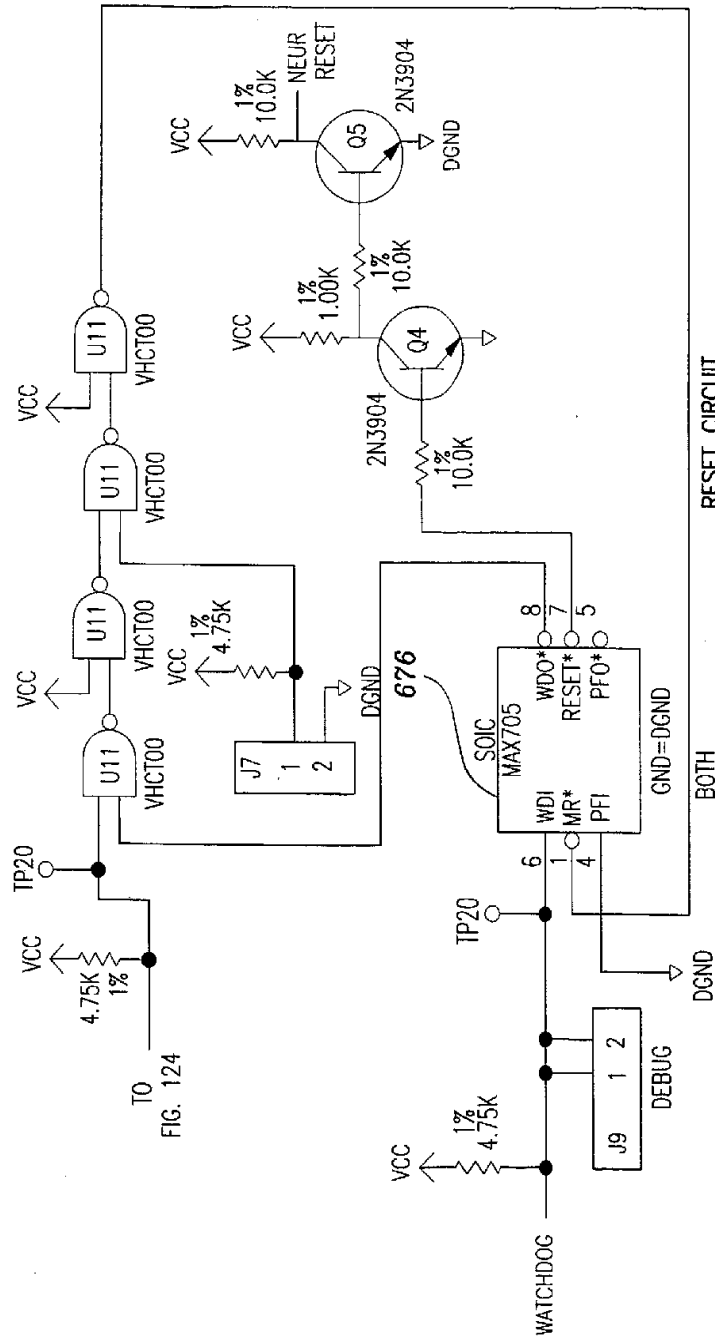 VCC
4.75K
1%
TO
FIG. 124
TP20
U11
VHCT00
VCC
U11
VHCT00
U11
VHCT00
VCC
U11
VHCT00
VCC
1%
4.75K
J7
1
2
DGND
VCC
1%
10.0K
NEUR
RESET
Q5
2N3904
DGND
VCC
1%
1.00K
1%
10.0K
Q4
2N3904
1%
10.0K
676
SOIC
MAX705
WDI
MR*
PFI
WDO*
RESET*
PFO*
6
1
4
8
7
5
GND=DGND
BOTH
DGND
TP20
VCC
1%
4.75K
WATCHDOG
J9
1
2
DEBUG
RESET CIRCUIT